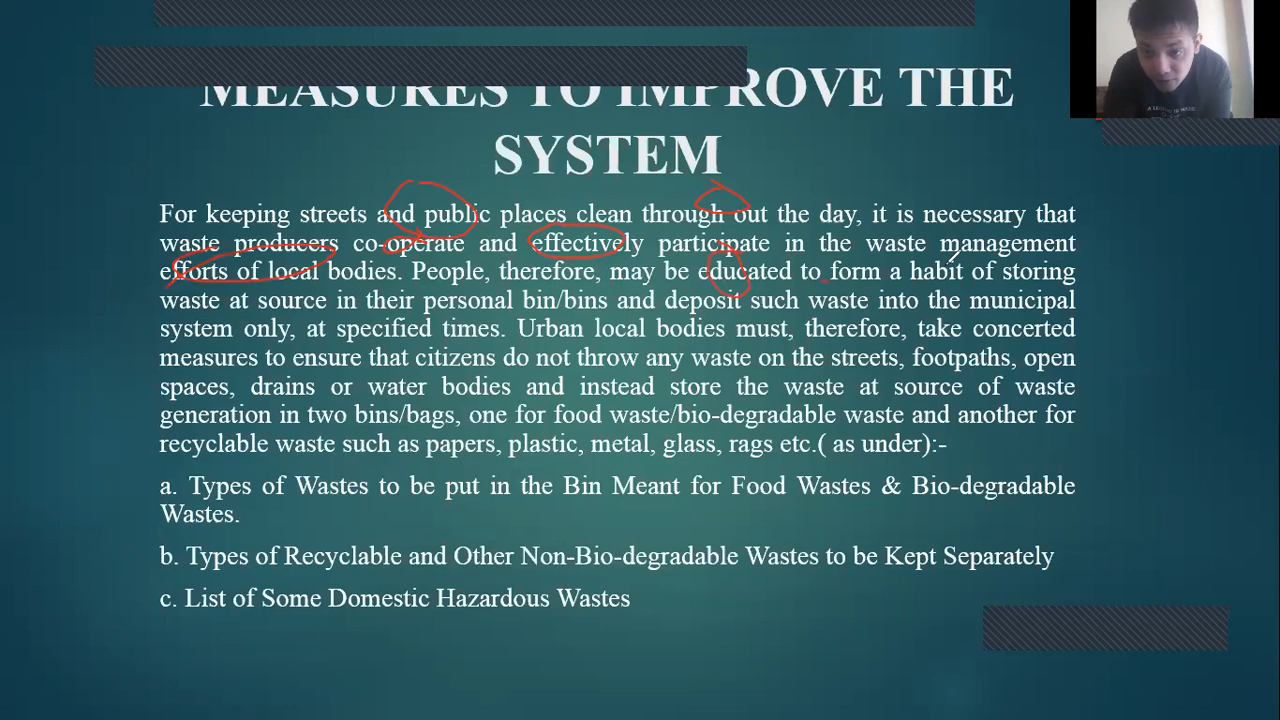 MEASURES TO IMPROVE THE
SYSTEM
For keeping streets and public places clean through out the day, it is necessary that
waste producers co-operate and effectively participate in the waste management
efforts of local bodies. People, therefore, may be educated to form a habit of storing
waste at source in their personal bin/bins and deposit such waste into the municipal
system only, at specified times. Urban local bodies must, therefore, take concerted
measures to ensure that citizens do not throw any waste on the streets, footpaths, open
spaces, drains or water bodies and instead store the waste at source of waste
generation in two bins/bags, one for food waste/bio-degradable waste and another for
recyclable waste such as papers, plastic, metal, glass, rags etc.( as under):-
a. Types of Wastes to be put in the Bin Meant for Food Wastes & Bio-degradable
Wastes.
b. Types of Recyclable and Other Non-Bio-degradable Wastes to be Kept Separately
c. List of Some Domestic Hazardous Wastes